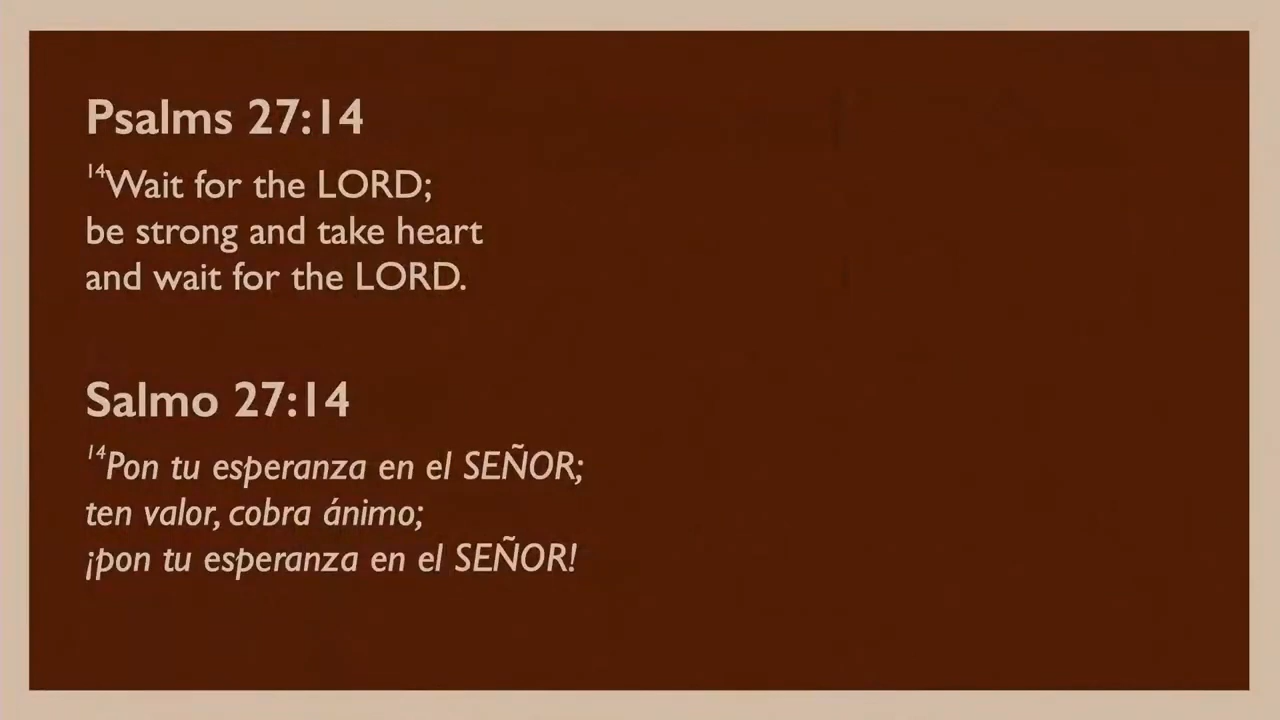 Psalms 27:14
14Wait for the LORD;
be strong and take heart
and wait for the LORD.
Salmo 27:14
14Pon tu esperanza en el SEÑOR;
ten valor, cobra ánimo;
¡pon tu esperanza en el SEÑOR!